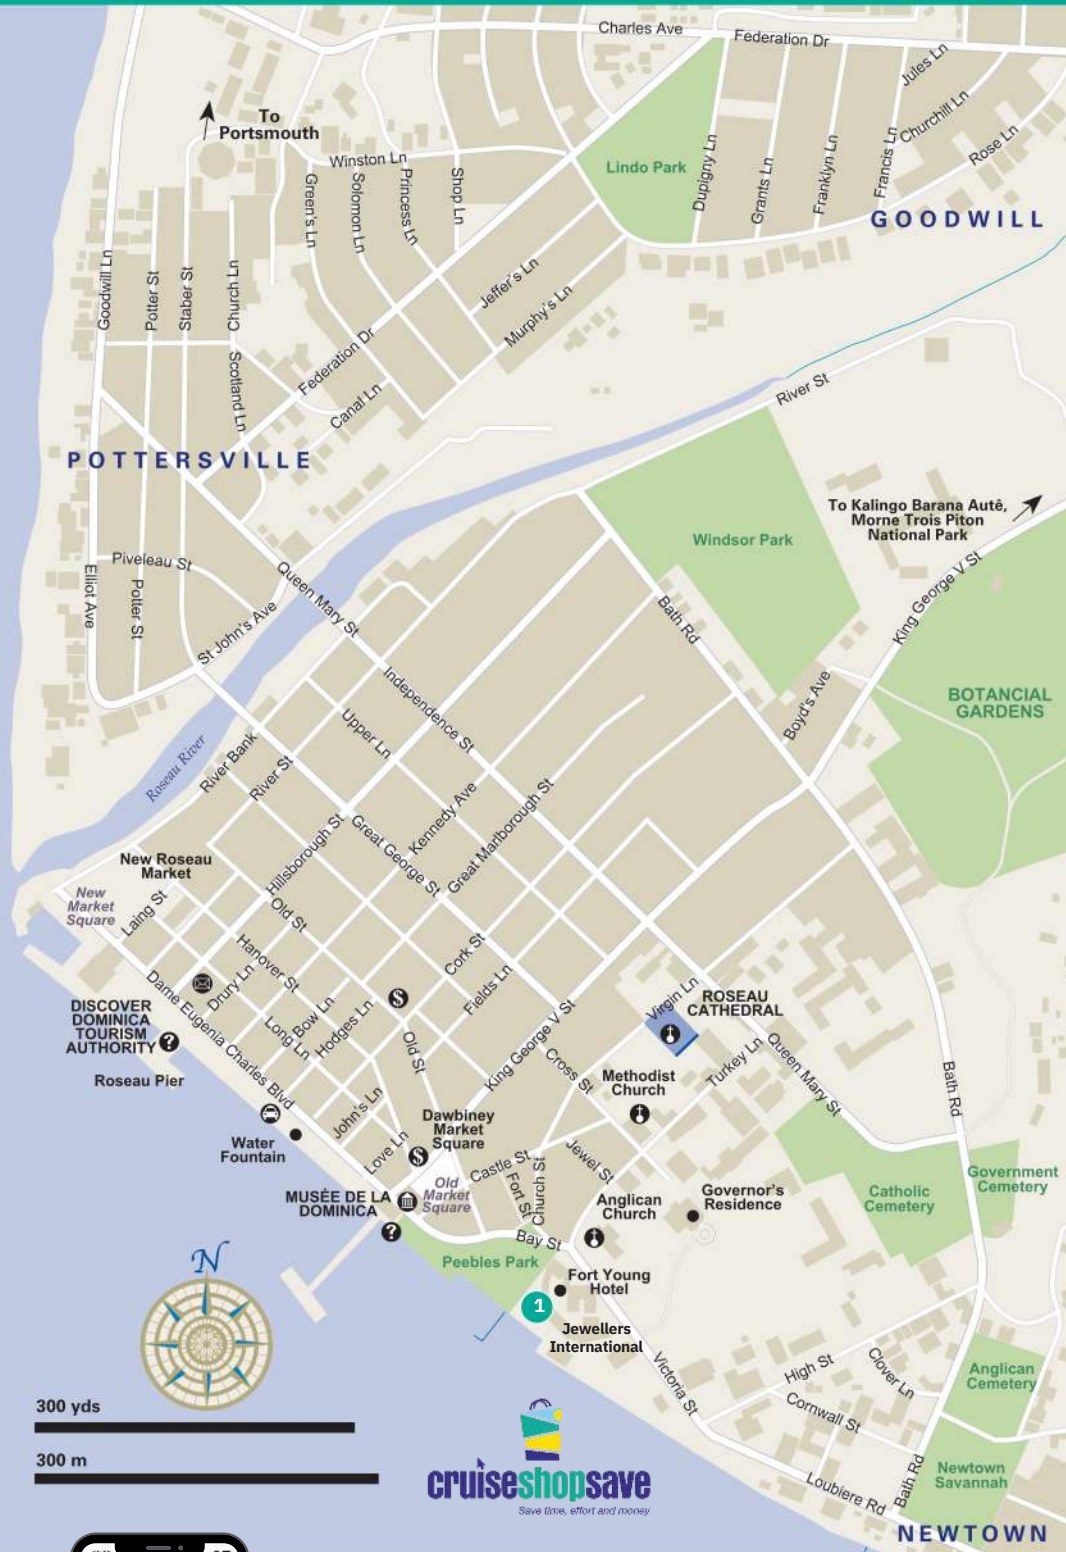 Charles Ave
Federation Dr
Jules Ln
Churchill Ln
Rose Ln
To
Portsmouth
Winston Ln
Green's Ln
Solomon Ln
Princess Ln
Shop Ln
Lindo Park
Dupigny Ln
Grants Ln
Franklyn Ln
Francis Ln
GOODWILL
Goodwill Ln
Potter St
Staber St
Church Ln
Scotland Ln
Jeffer's Ln
Murphy's Ln
Federation Dr
Canal Ln
River St
POTTERSVILLE
To Kalingo Barana Autê,
Morne Trois Piton
National Park
Windsor Park
King George V St
Piveleau St
Elliot Ave
Potter St
Queen Mary St
St John's Ave
Bath Rd
Boyd's Ave
BOTANCIAL
GARDENS
Independence St
Upper Ln
Roseau River
River Bank
River St
Kennedy Ave
Great Marlborough St
Hillsborough St
Great George St
New Roseau
Market
New
Market
Square
Laing St
Old St
Hanover St
Cork St
Fields Ln
Drury Ln
Dame Eugenia Charles Blvd
Long Ln
Bow Ln
Hodges Ln
$
Old St
Virgin Ln
ROSEAU
CATHEDRAL
DISCOVER
DOMINICA
TOURISM
AUTHORITY
?
Roseau Pier
King George V St
Cross St
Turkey Ln
Queen Mary St
Bath Rd
Methodist
Church
Water
Fountain
John's Ln
Love Ln
Dawbiney
Market
Square
$
Castle St
Jewel St
Fort St
Church St
Old
Market
Square
MUSÉE DE LA
DOMINICA
?
Anglican
Church
Governor's
Residence
Catholic
Cemetery
Government
Cemetery
Bay St
Peebles Park
Fort Young
Hotel
1
Jewellers
International
N
Victoria St
High St
Clover Ln
Cornwall St
Anglican
Cemetery
300 yds
300 m
cruiseshopsave
Save time, effort and money
Loubiere Rd
Bath Rd
Newtown
Savannah
NEWTOWN